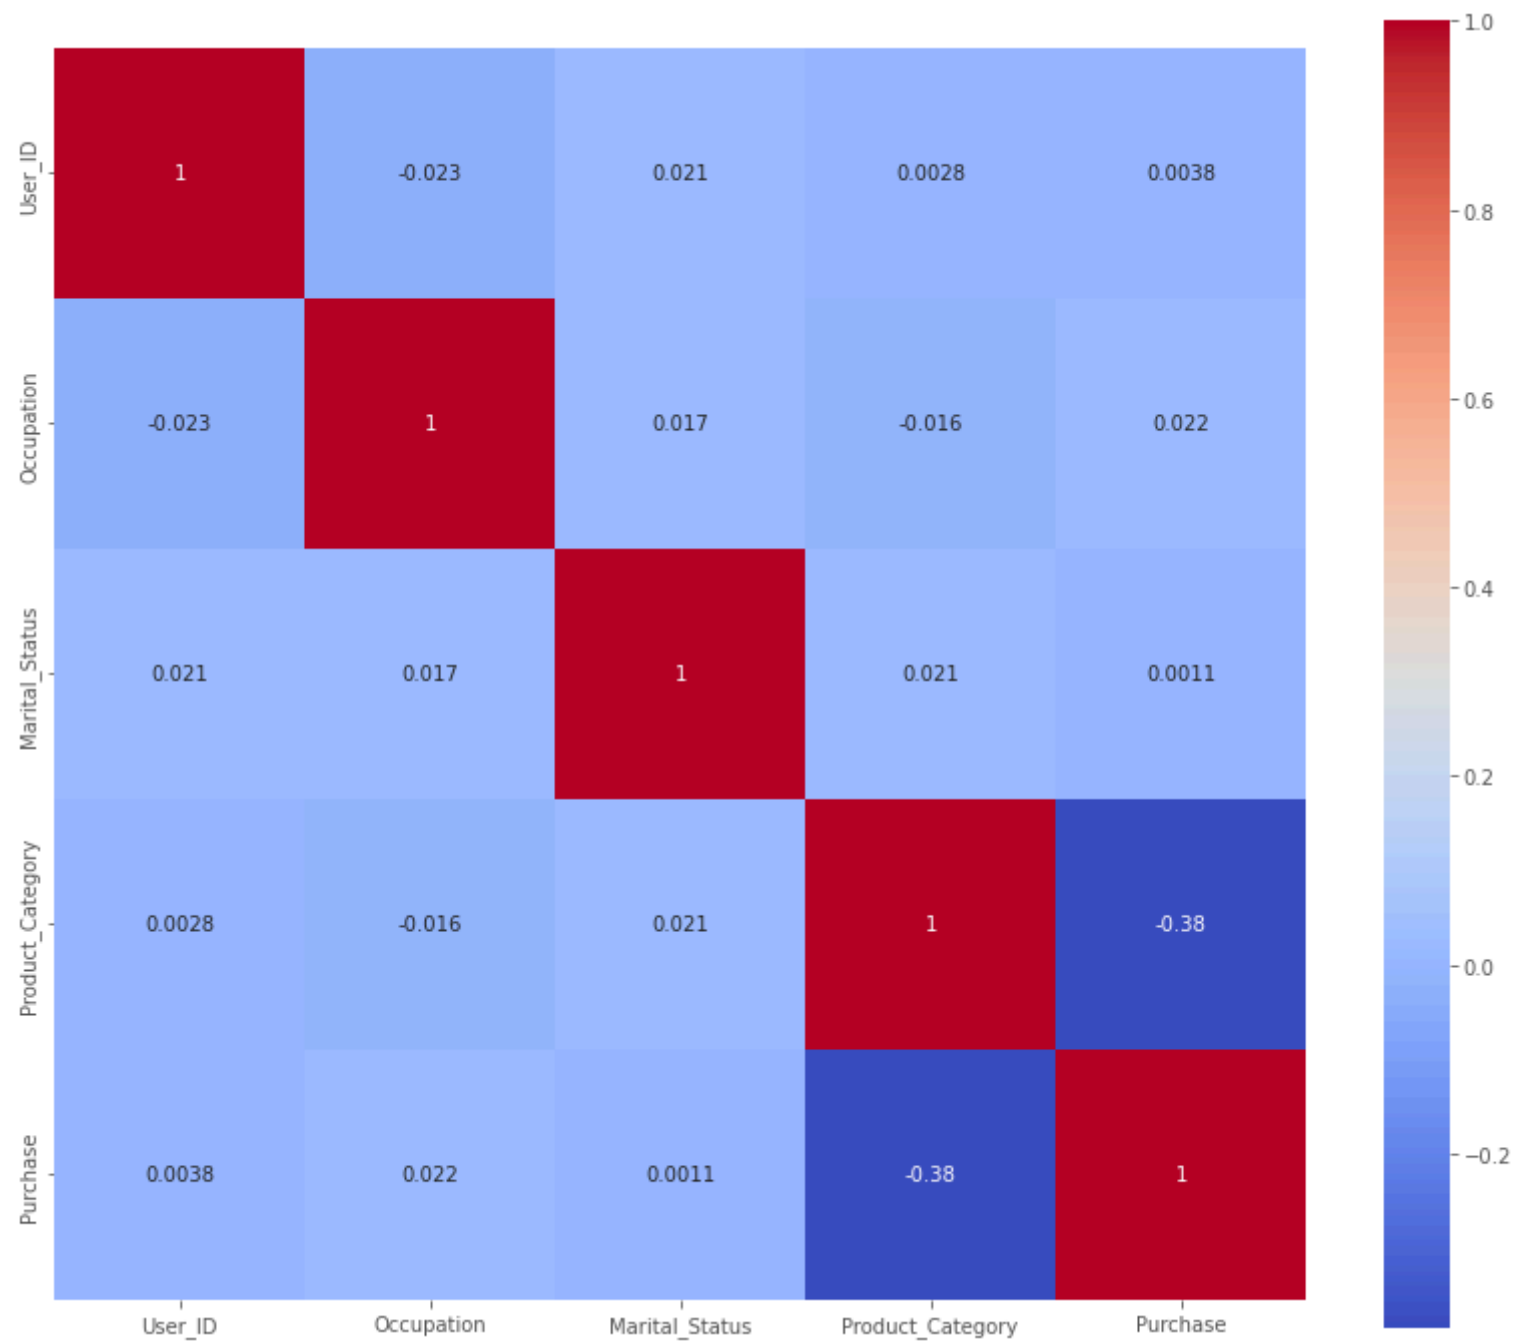 1.0
User_ID 1 -0.023 0.021 0.0028 0.0038
0.8
Occupation -0.023 1 0.017 -0.016 0.022
0.6
0.4
Marital_Status 0.021 0.017 1 0.021 0.0011
0.2
Product_Category 0.0028 -0.016 0.021 1 -0.38
0.0
−0.2
Purchase 0.0038 0.022 0.0011 -0.38 1
User_ID Occupation Marital_Status Product_Category Purchase